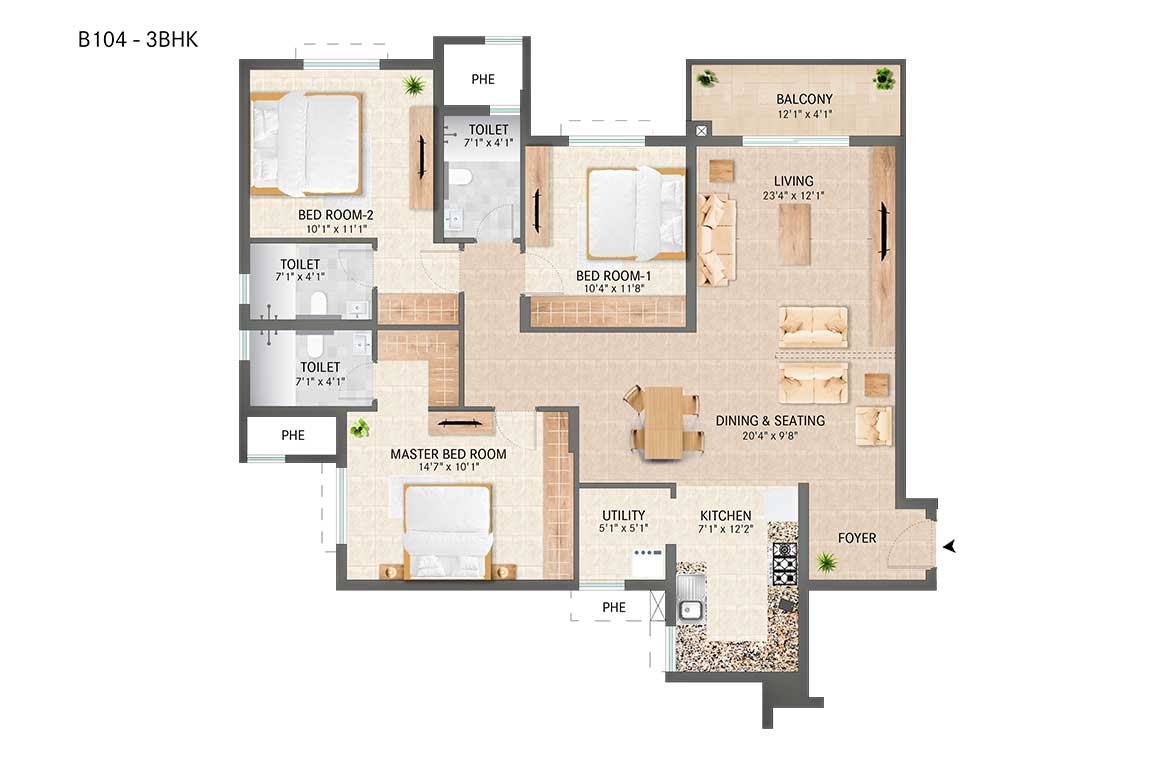 B104 - 3BHK
PHE
BALCONY
12'1" x 4'1"
TOILET
7'1" x 4'1"
LIVING
23'4" x 12'1"
BED ROOM-2
10'1" x 11'1"
TOILET
7'1" x 4'1"
BED ROOM-1
10'4" x 11'8"
TOILET
7'1" x 4'1"
DINING & SEATING
20'4" x 9'8"
PHE
MASTER BED ROOM
14'7" x 10'1"
UTILITY
5'1" x 5'1"
KITCHEN
7'1" x 12'2"
FOYER
PHE